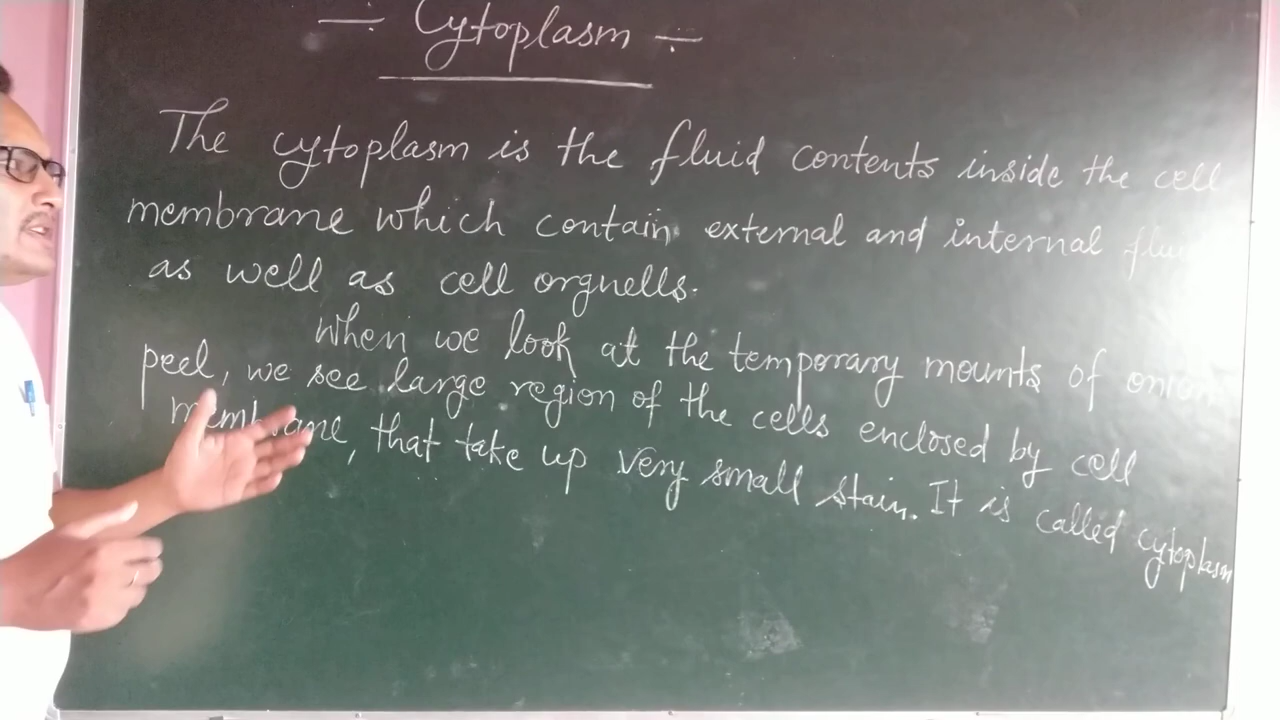 ÷ Cytoplasm ÷
The cytoplasm is the fluid contents inside the cell
membrane which contain external and internal
as well as cell orgnells.
When we look at the temporary mounts of onion
peel, we see large region of the cells enclosed by cell
membrane, that take up very small stain. It is called cytoplasm